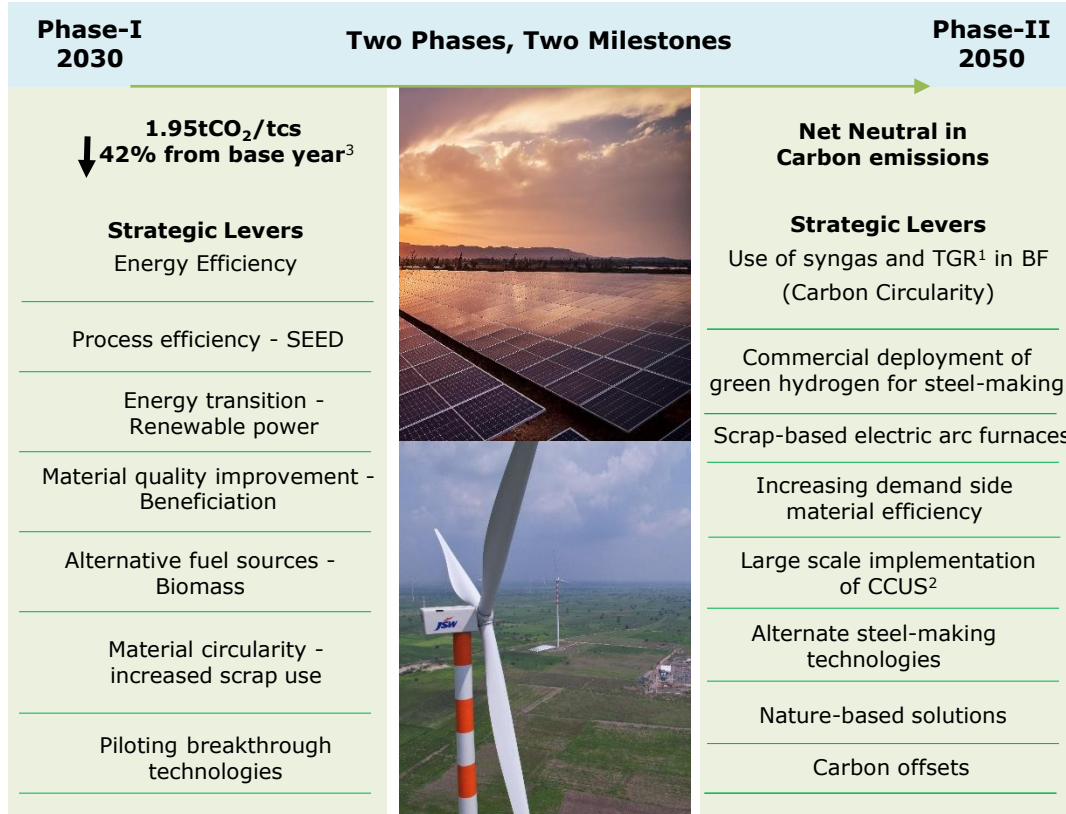 Phase-I
2030
Two Phases, Two Milestones
Phase-II
2050
1.95tCO₂/tcs
42% from base year³
Strategic Levers
Energy Efficiency
Process efficiency - SEED
Energy transition -
Renewable power
Material quality improvement -
Beneficiation
Alternative fuel sources -
Biomass
Material circularity -
increased scrap use
Piloting breakthrough
technologies
JSW
Net Neutral in
Carbon emissions
Strategic Levers
Use of syngas and TGR¹ in BF
(Carbon Circularity)
Commercial deployment of
green hydrogen for steel-making
Scrap-based electric arc furnaces
Increasing demand side
material efficiency
Large scale implementation
of CCUS²
Alternate steel-making
technologies
Nature-based solutions
Carbon offsets